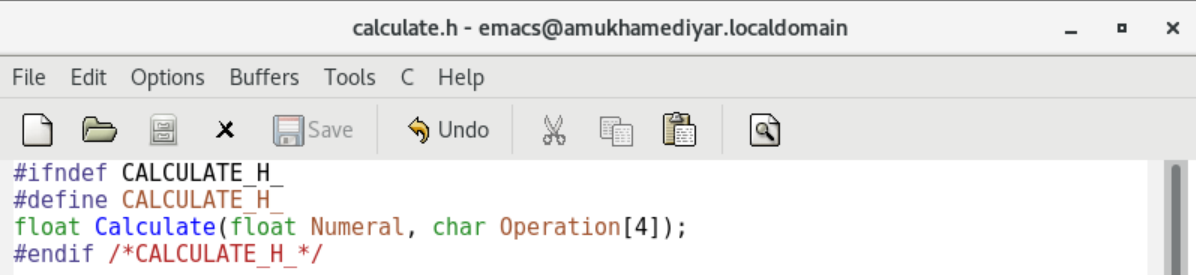 calculate.h - emacs@amukhamediyar.localdomain
File Edit Options Buffers Tools C Help
Save Undo
#ifndef CALCULATE_H_
#define CALCULATE_H_
float Calculate(float Numeral, char Operation[4]);
#endif /*CALCULATE_H_*/